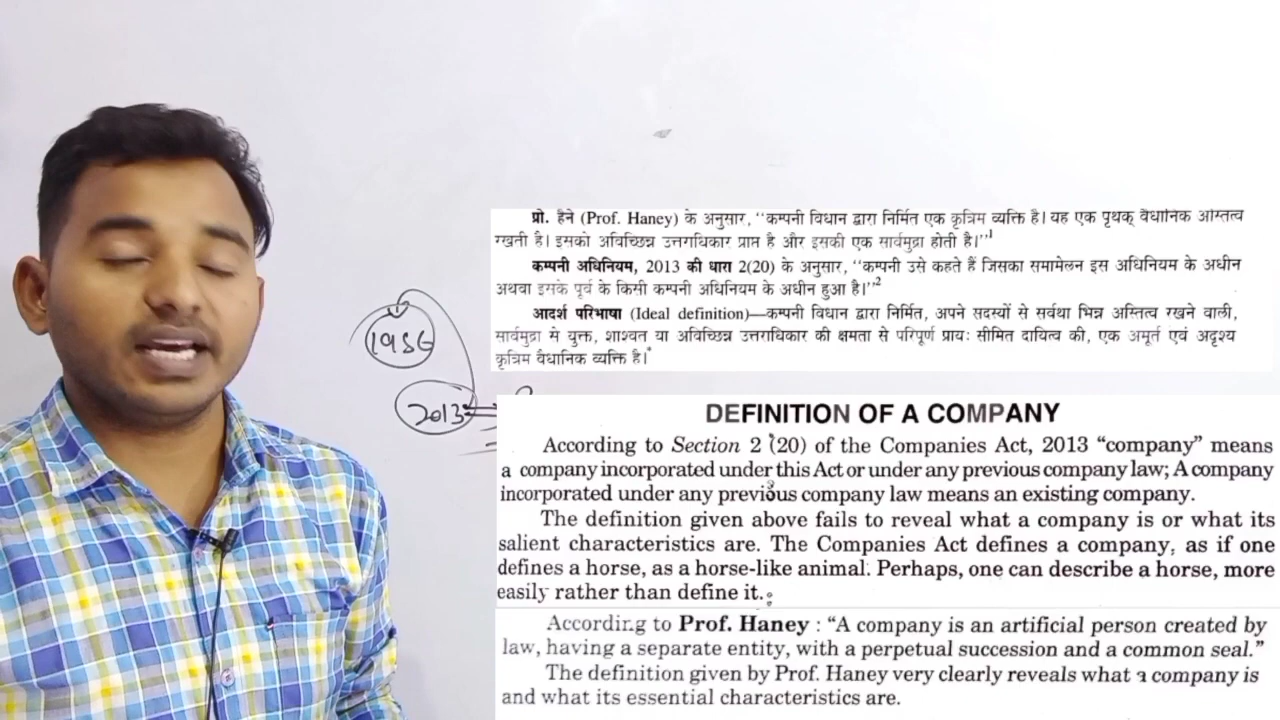 प्रो. हैने (Prof. Haney) के अनुसार, ‘‘कम्पनी विधान द्वारा निर्मित एक कृत्रिम व्यक्ति है। यह एक पृथक् वैधानिक अस्तित्व
रखती है। इसको अविच्छिन्न उत्तराधिकार प्राप्त है और इसकी एक सार्वमुद्रा होती है।’’1
कम्पनी अधिनियम, 2013 की धारा 2(20) के अनुसार, ‘‘कम्पनी उसे कहते हैं जिसका समामेलन इस अधिनियम के अधीन
अथवा इसके पूर्व के किसी कम्पनी अधिनियम के अधीन हुआ है।’’2
आदर्श परिभाषा (Ideal definition)—कम्पनी विधान द्वारा निर्मित, अपने सदस्यों से सर्वथा भिन्न अस्तित्व रखने वाली,
सार्वमुद्रा से युक्त, शाश्वत या अविच्छिन्न उत्तराधिकार की क्षमता से परिपूर्ण प्रायः सीमित दायित्व की, एक अमूर्त एवं अदृश्य
कृत्रिम वैधानिक व्यक्ति है।
1956
2013
DEFINITION OF A COMPANY
According to Section 2 (20) of the Companies Act, 2013 “company” means
a company incorporated under this Act or under any previous company law; A company
incorporated under any previous company law means an existing company.
The definition given above fails to reveal what a company is or what its
salient characteristics are. The Companies Act defines a company, as if one
defines a horse, as a horse-like animal. Perhaps, one can describe a horse, more
easily rather than define it.
According to Prof. Haney : “A company is an artificial person created by
law, having a separate entity, with a perpetual succession and a common seal.”
The definition given by Prof. Haney very clearly reveals what a company is
and what its essential characteristics are.